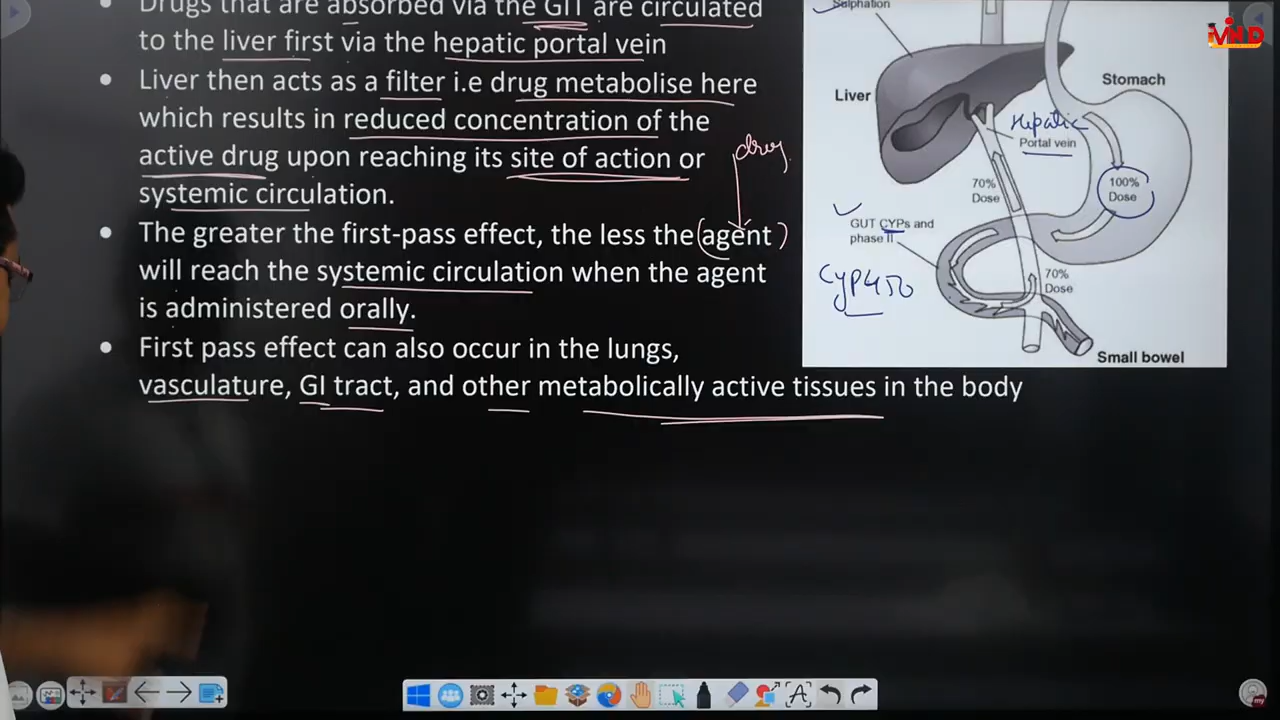 Drugs that are absorbed via the GIT are circulated
to the liver first via the hepatic portal vein
Liver then acts as a filter i.e drug metabolise here
which results in reduced concentration of the
active drug upon reaching its site of action or
systemic circulation.
The greater the first-pass effect, the less the (agent)
will reach the systemic circulation when the agent
is administered orally.
First pass effect can also occur in the lungs,
vasculature, GI tract, and other metabolically active tissues in the body
drug
Sulphation
Stomach
Liver
Hepatic
Portal vein
70%
Dose
100%
Dose
GUT CYPs and
phase II
CYP450
70%
Dose
Small bowel
MND
my